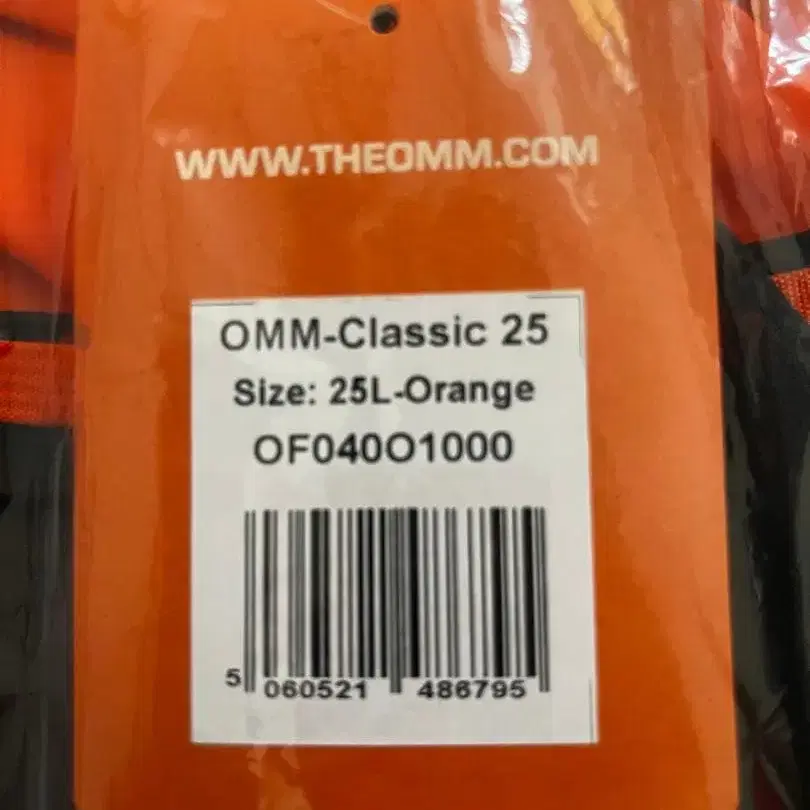 WWW.THEOMM.COM
OMM-Classic 25
Size: 25L-Orange
OF040O1000
5 060521 486795